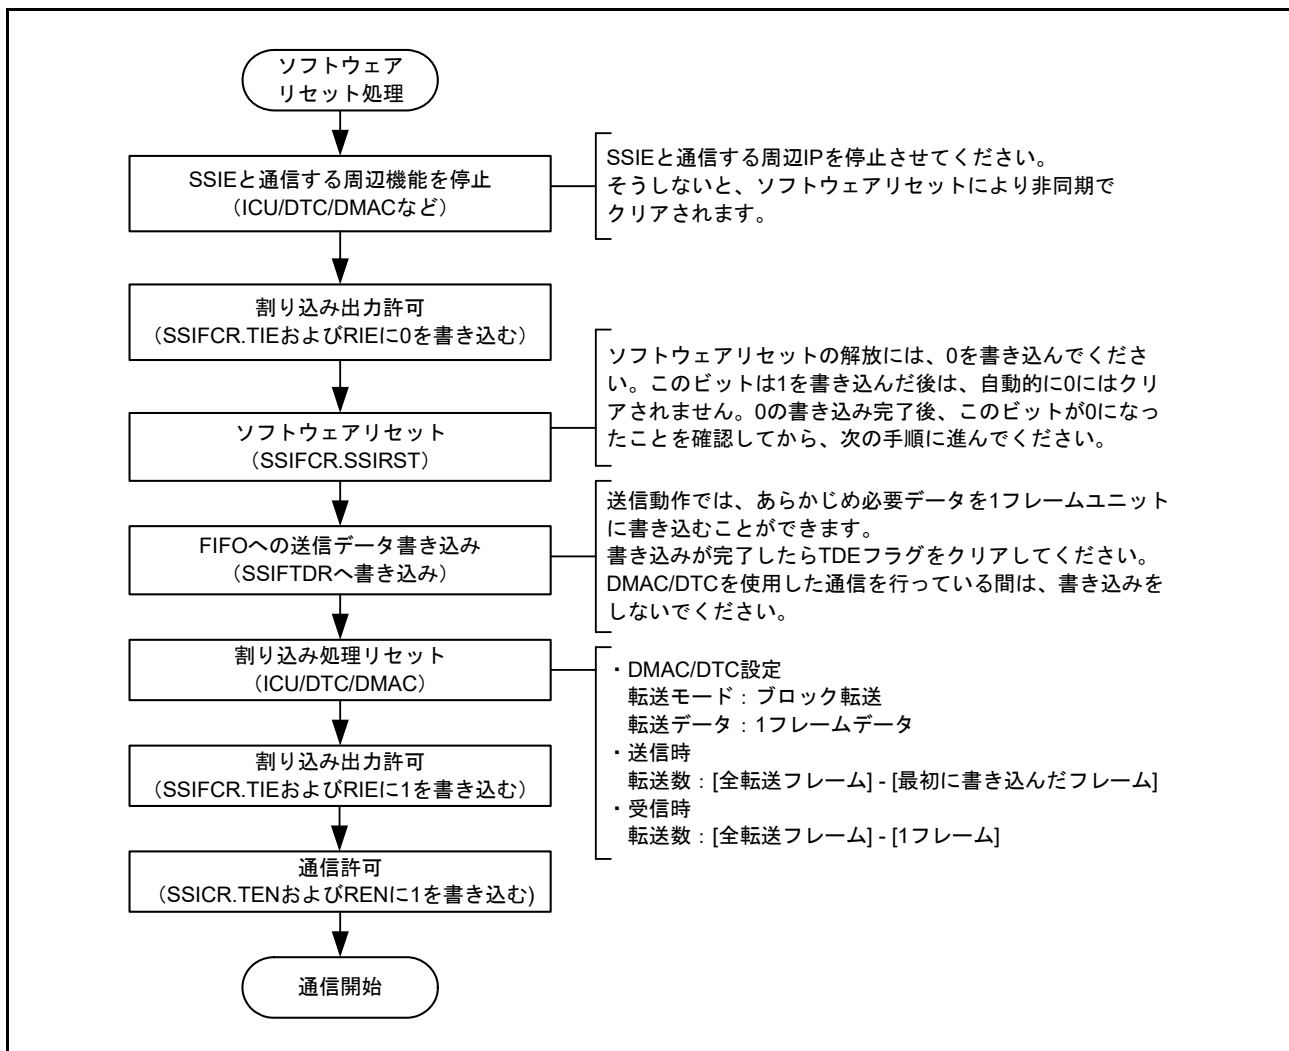 ソフトウェア
リセット処理
SSIEと通信する周辺機能を停止
（ICU/DTC/DMACなど）
SSIEと通信する周辺IPを停止させてください。
そうしないと、ソフトウェアリセットにより非同期で
クリアされます。
割り込み出力許可
（SSIFCR.TIEおよびRIEに0を書き込む）
ソフトウェアリセット
（SSIFCR.SSIRST）
ソフトウェアリセットの解放には、0を書き込んでくださ
い。このビットは1を書き込んだ後は、自動的に0にはクリ
アされません。0の書き込み完了後、このビットが0になっ
たことを確認してから、次の手順に進んでください。
FIFOへの送信データ書き込み
（SSIFTDRへ書き込み）
送信動作では、あらかじめ必要データを1フレームユニット
に書き込むことができます。
書き込みが完了したらTDEフラグをクリアしてください。
DMAC/DTCを使用した通信を行っている間は、書き込みを
しないでください。
割り込み処理リセット
（ICU/DTC/DMAC）
・DMAC/DTC設定
転送モード：ブロック転送
転送データ：1フレームデータ
・送信時
転送数：[全転送フレーム] - [最初に書き込んだフレーム]
・受信時
転送数：[全転送フレーム] - [1フレーム]
割り込み出力許可
（SSIFCR.TIEおよびRIEに1を書き込む）
通信許可
（SSICR.TENおよびRENに1を書き込む)
通信開始